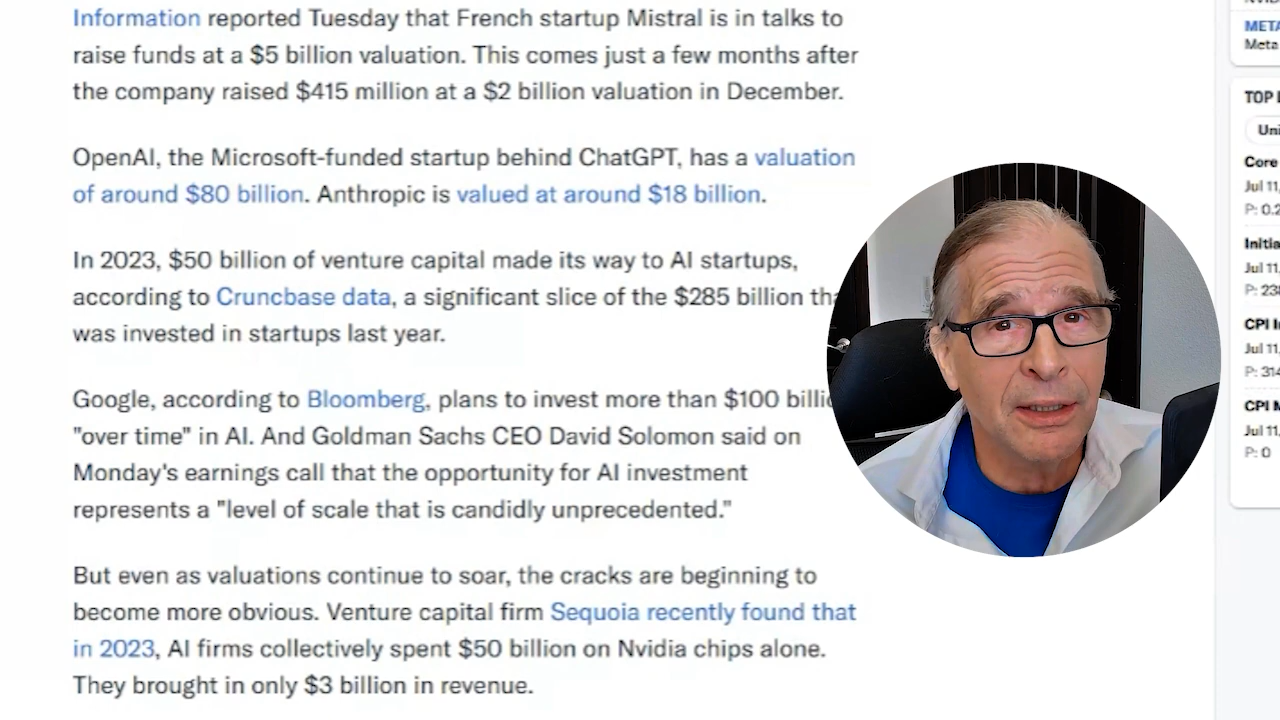 Information reported Tuesday that French startup Mistral is in talks to
raise funds at a $5 billion valuation. This comes just a few months after
the company raised $415 million at a $2 billion valuation in December.
OpenAI, the Microsoft-funded startup behind ChatGPT, has a valuation
of around $80 billion. Anthropic is valued at around $18 billion.
In 2023, $50 billion of venture capital made its way to AI startups,
according to Cruncbase data, a significant slice of the $285 billion
was invested in startups last year.
Google, according to Bloomberg, plans to invest more than $100
"over time" in AI. And Goldman Sachs CEO David Solomon said on
Monday's earnings call that the opportunity for AI investment
represents a "level of scale that is candidly unprecedented."
But even as valuations continue to soar, the cracks are beginning to
become more obvious. Venture capital firm Sequoia recently found that
in 2023, AI firms collectively spent $50 billion on Nvidia chips alone.
They brought in only $3 billion in revenue.
META
Meta
TOP
Core
Jul 11,
P: 0.2
Jul 11,
P: 23
CPI
Jul 11,
P: 314
CPI
Jul 11,
P: 0